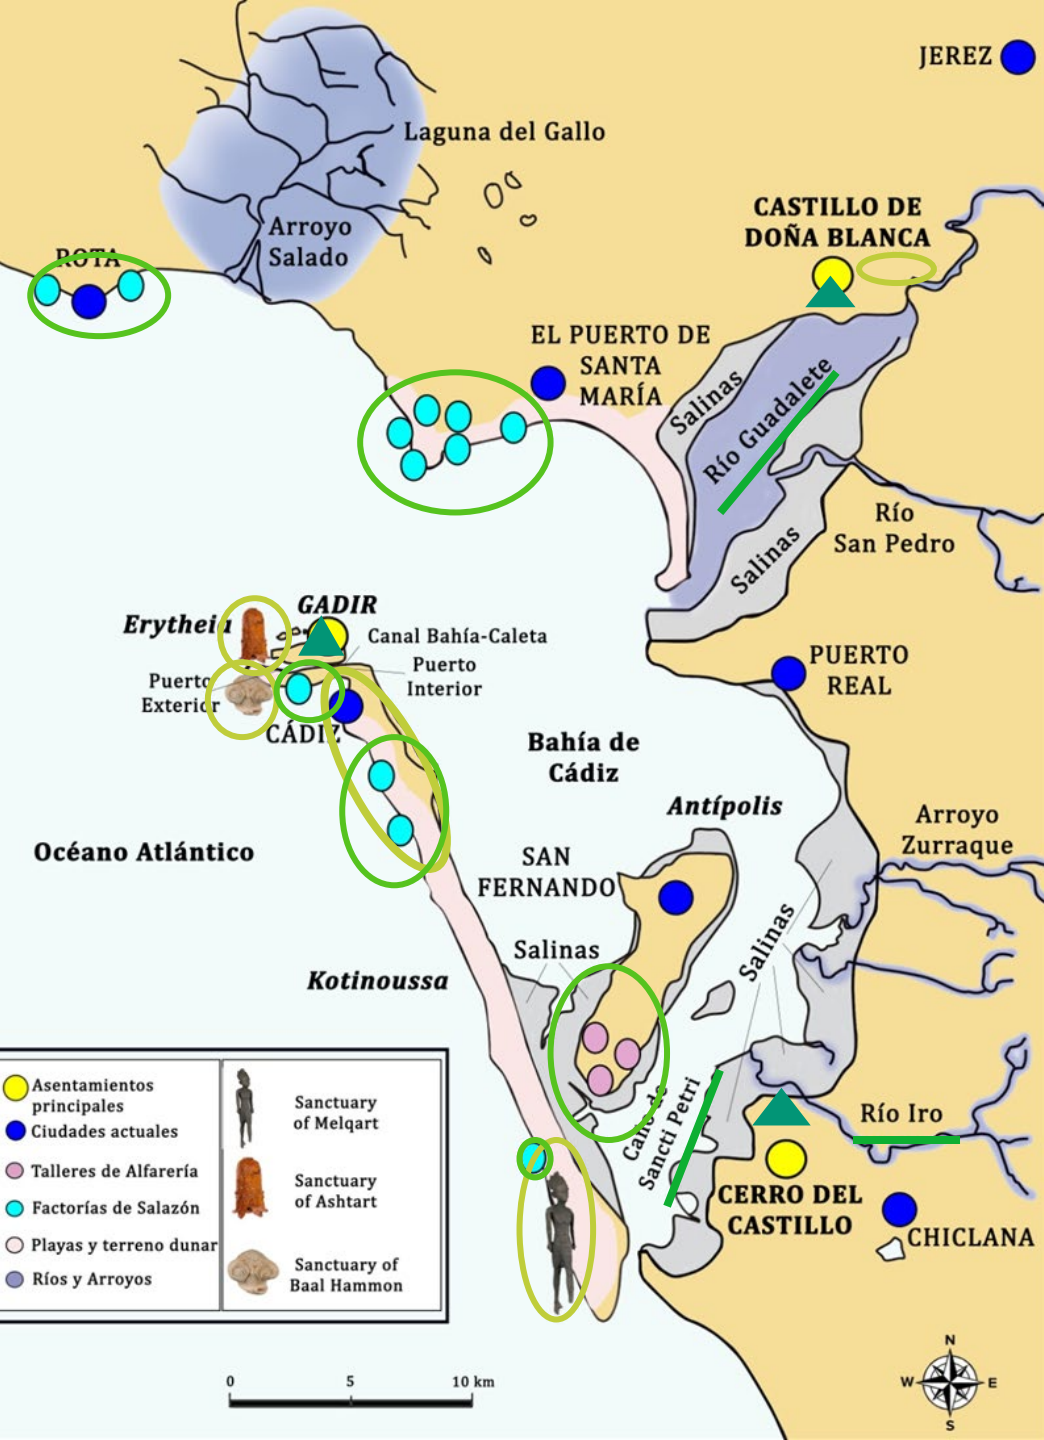 JEREZ
Laguna del Gallo
CASTILLO DE
DOÑA BLANCA
Arroyo
Salado
ROTA
EL PUERTO DE
SANTA
MARÍA
Salinas
Río Guadalete
Río
San Pedro
Salinas
Erytheia
GADIR
Canal Bahía-Caleta
Puerto
Interior
Puerto
Exterior
CÁDIZ
PUERTO
REAL
Bahía de
Cádiz
Antípolis
Arroyo
Zurraque
Océano Atlántico
SAN
FERNANDO
Salinas
Salinas
Kotinoussa
Caño de
Sancti Petri
Río Iro
CERRO DEL
CASTILLO
CHICLANA
Asentamientos
principales
Ciudades actuales
Talleres de Alfarería
Factorías de Salazón
Playas y terreno dunar
Ríos y Arroyos
Sanctuary
of Melqart
Sanctuary
of Ashtart
Sanctuary of
Baal Hammon
0 5 10 km
N
W E
S